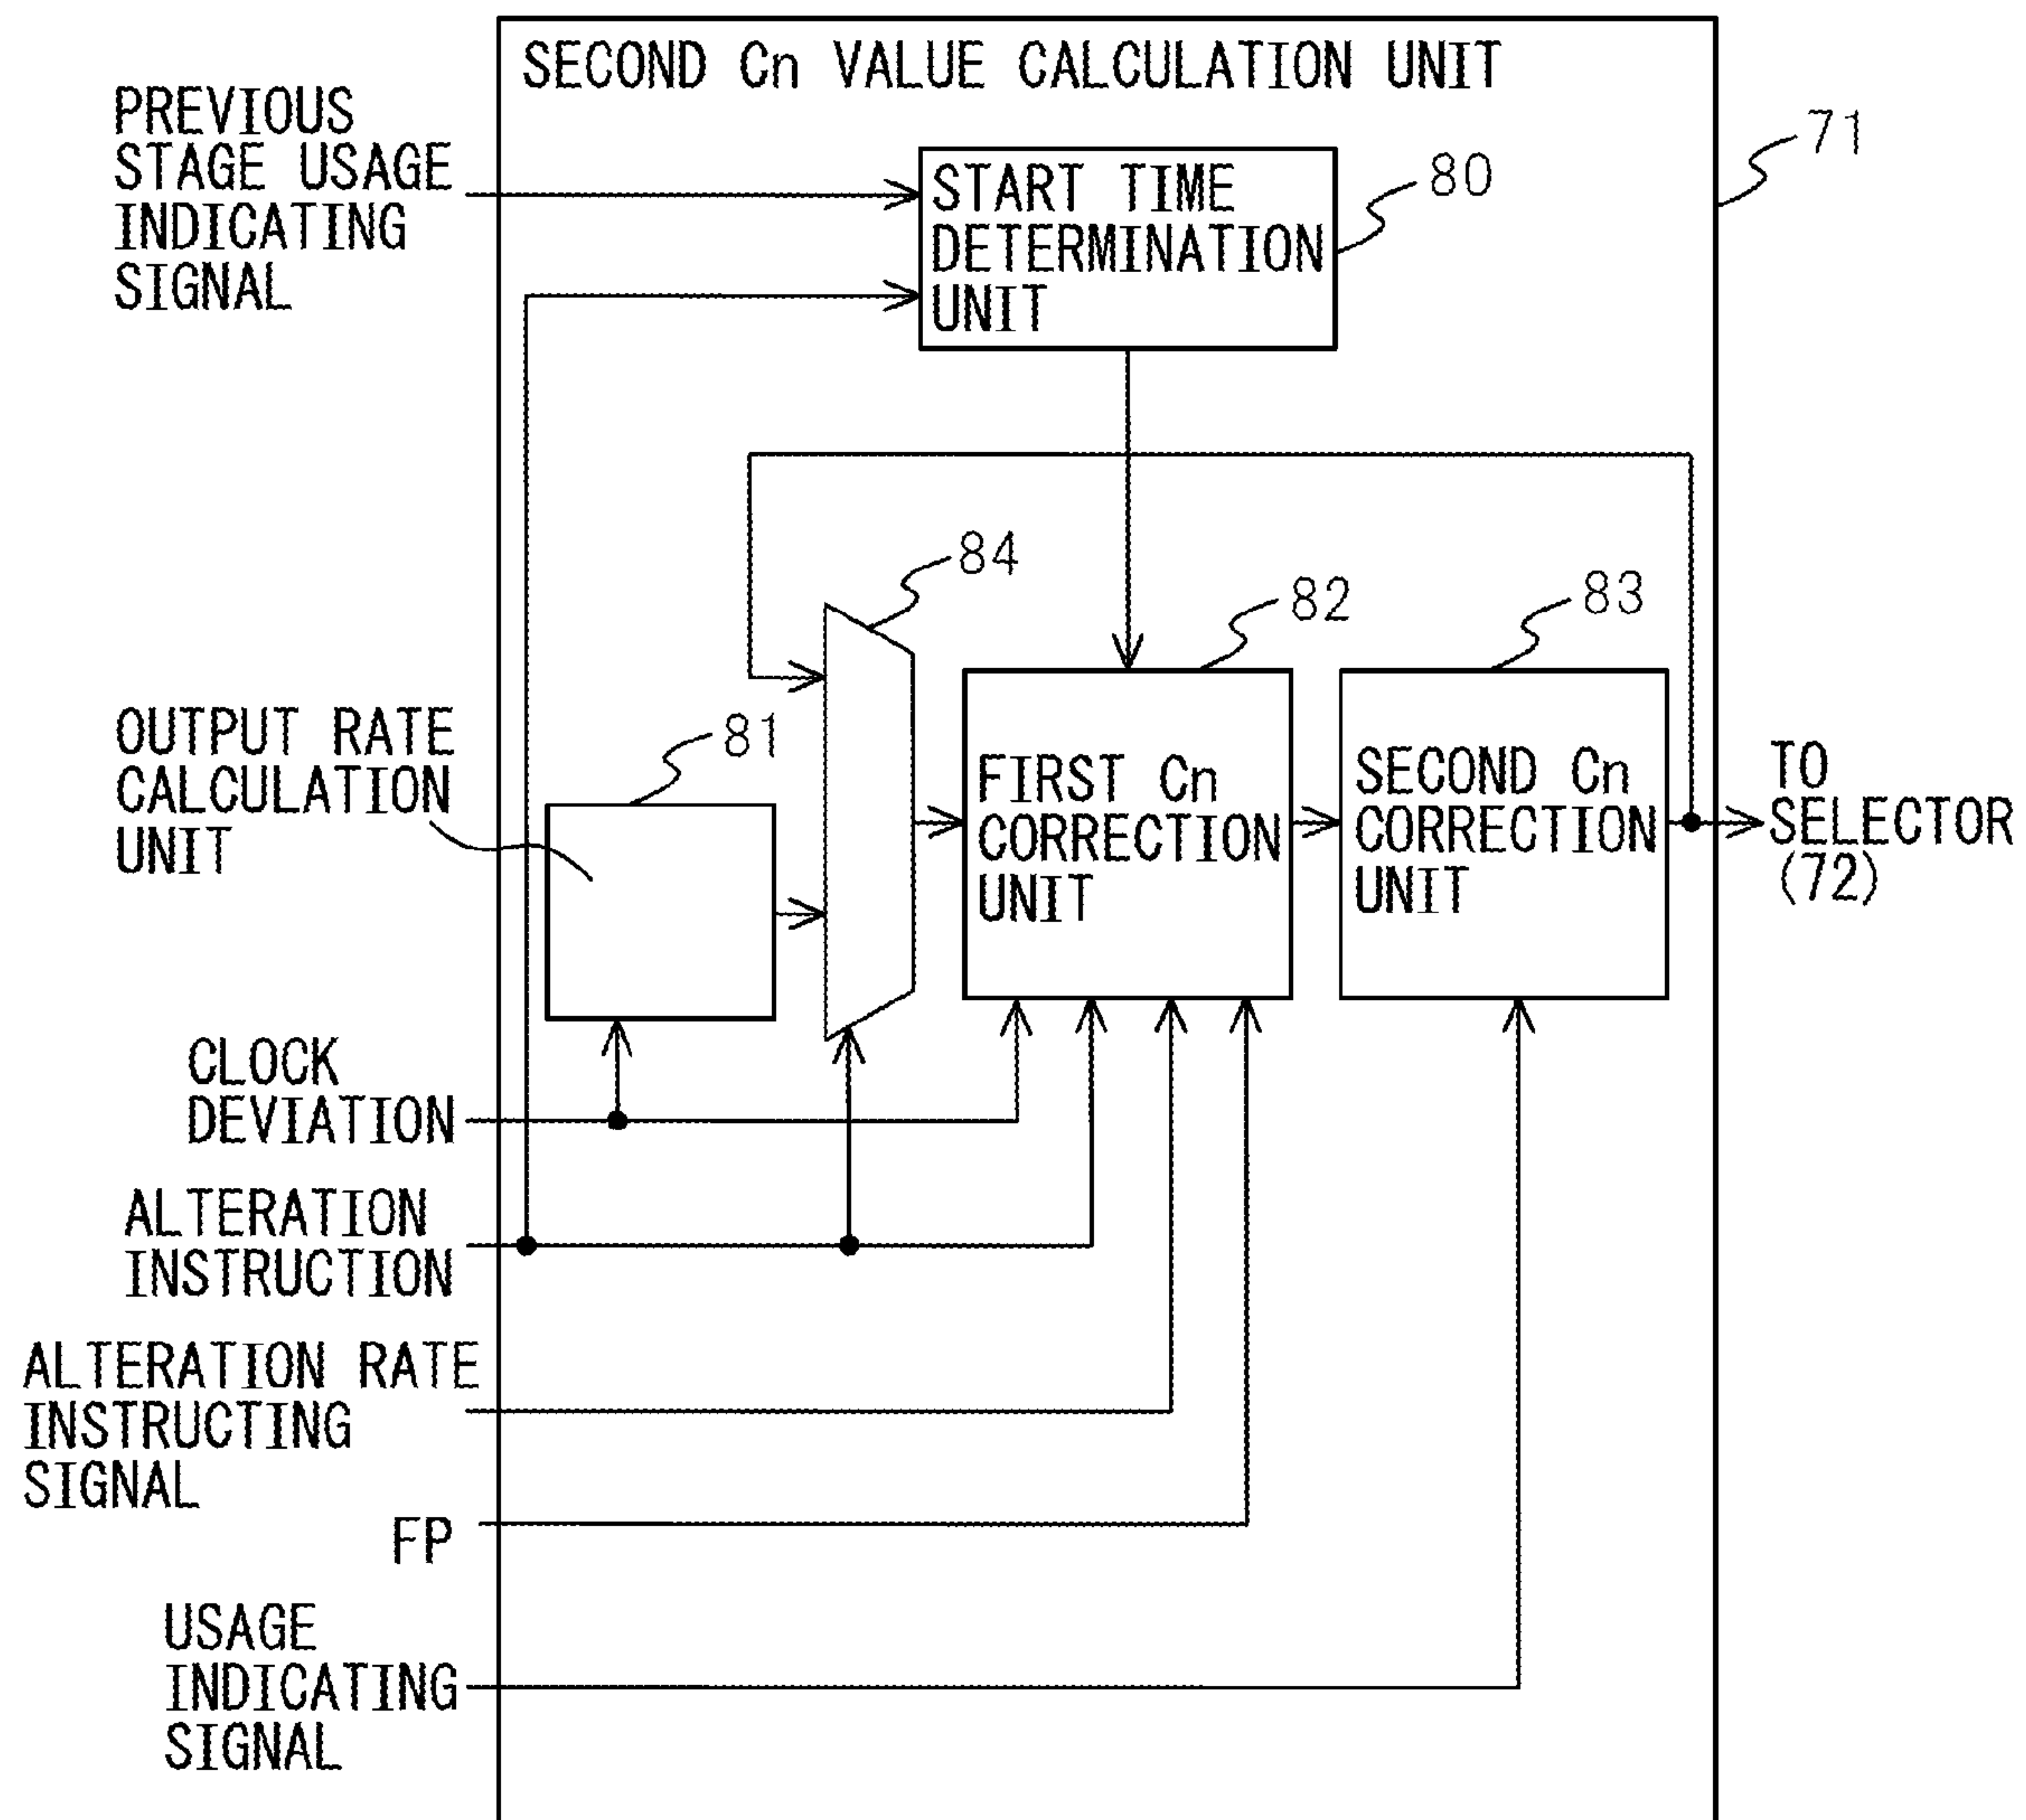 SECOND Cn VALUE CALCULATION UNIT
PREVIOUS
STAGE USAGE
INDICATING
SIGNAL
71
START TIME
DETERMINATION
UNIT
80
84
82
83
OUTPUT RATE
CALCULATION
UNIT
81
FIRST Cn
CORRECTION
UNIT
SECOND Cn
CORRECTION
UNIT
TO
SELECTOR
(72)
CLOCK
DEVIATION
ALTERATION
INSTRUCTION
ALTERATION RATE
INSTRUCTING
SIGNAL
FP
USAGE
INDICATING
SIGNAL